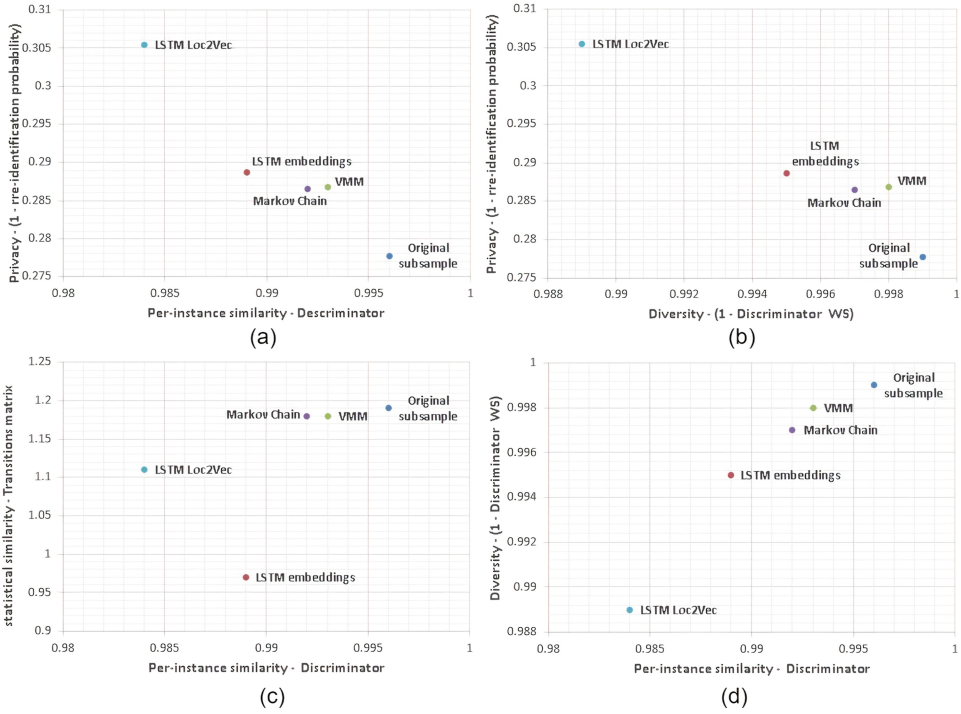 0.31
0.305
0.3
0.295
0.29
0.285
0.28
0.275
Privacy - (1 - rre-identification probability)
LSTM Loc2Vec
LSTM embeddings
VMM
Markov Chain
Original
subsample
0.98
0.985
0.99
0.995
1
Per-instance similarity - Descriminator
(a)
0.31
0.305
0.3
0.295
0.29
0.285
0.28
0.275
Privacy - (1 - rre-identification probability)
LSTM Loc2Vec
LSTM
embeddings
VMM
Markov Chain
Original
subsample
0.988
0.99
0.992
0.994
0.996
0.998
1
Diversity - (1 - Discriminator WS)
(b)
1.25
1.2
1.15
1.1
1.05
1
0.95
0.9
statistical similarity - Transitions matrix
Markov Chain
VMM
Original
subsample
LSTM Loc2Vec
LSTM embeddings
0.98
0.985
0.99
0.995
1
Per-instance similarity - Discriminator
(c)
1
0.998
0.996
0.994
0.992
0.99
0.988
Diversity - (1 - Discriminator WS)
Original
subsample
VMM
Markov Chain
LSTM embeddings
LSTM Loc2Vec
0.98
0.985
0.99
0.995
1
Per-instance similarity - Discriminator
(d)